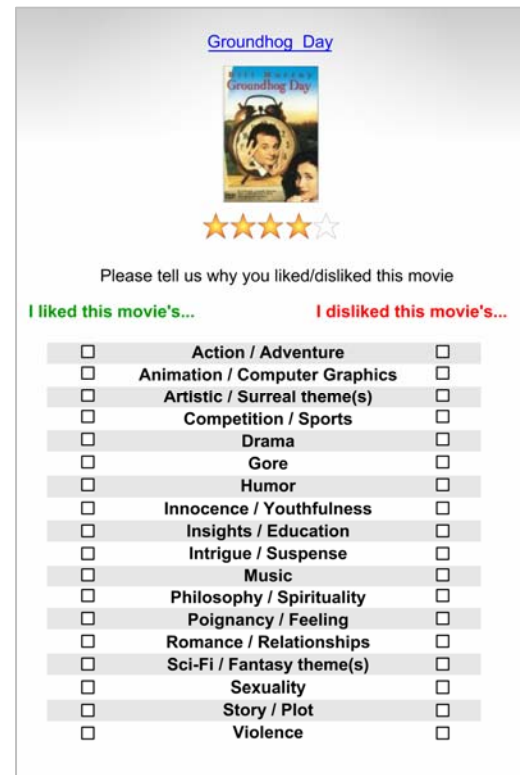 Groundhog Day
Bill Murray
Groundhog Day
Please tell us why you liked/disliked this movie
I liked this movie's... I disliked this movie's...
Action / Adventure
Animation / Computer Graphics
Artistic / Surreal theme(s)
Competition / Sports
Drama
Gore
Humor
Innocence / Youthfulness
Insights / Education
Intrigue / Suspense
Music
Philosophy / Spirituality
Poignancy / Feeling
Romance / Relationships
Sci-Fi / Fantasy theme(s)
Sexuality
Story / Plot
Violence